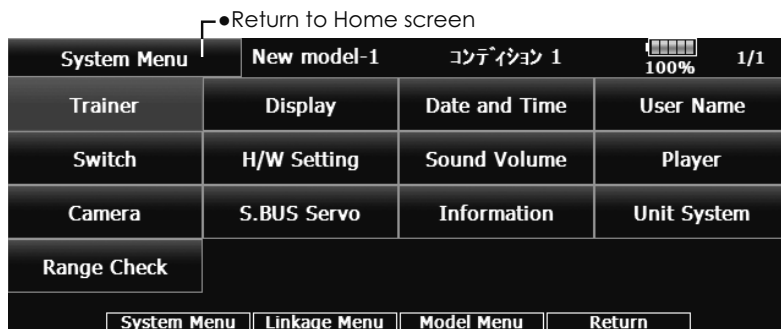 ●Return to Home screen
System Menu New model-1 コンディション 1 100% 1/1
Trainer Display Date and Time User Name
Switch H/W Setting Sound Volume Player
Camera S.BUS Servo Information Unit System
Range Check
System Menu Linkage Menu Model Menu Return